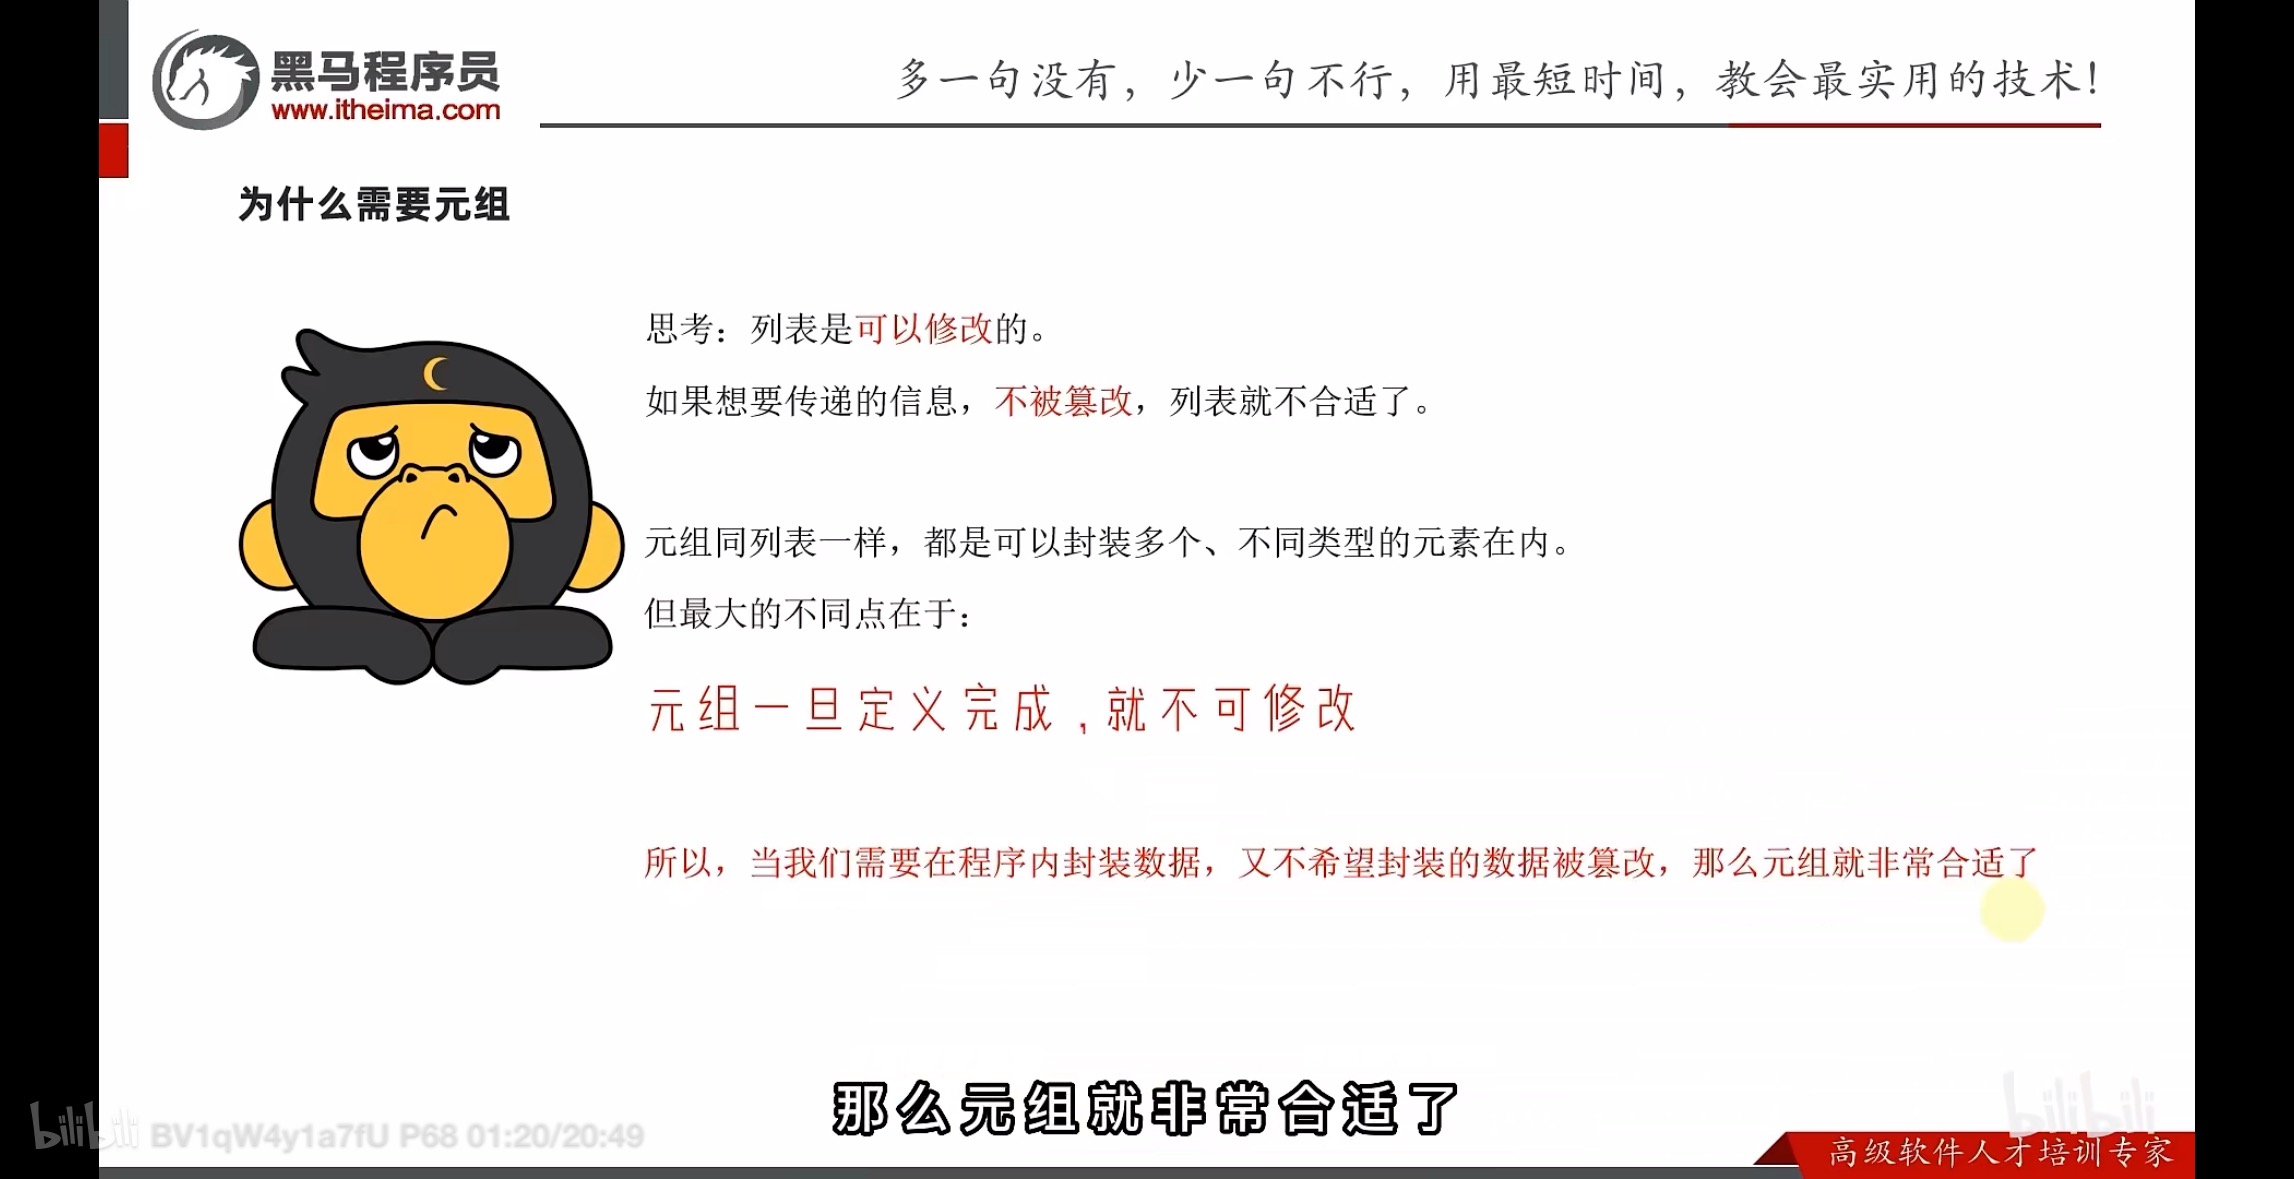 黑马程序员
www.itheima.com
多一句没有，少一句不行，用最短时间，教会最实用的技术！
为什么需要元组
思考：列表是可以修改的。
如果想要传递的信息，不被篡改，列表就不合适了。
元组同列表一样，都是可以封装多个、不同类型的元素在内。
但最大的不同点在于：
元组一旦定义完成，就不可修改
所以，当我们需要在程序内封装数据，又不希望封装的数据被篡改，那么元组就非常合适了
那么元组就非常合适了
bilibili BV1qW4y1a7fU P68 01:20/20:49
bilibili
高级软件人才培训专家